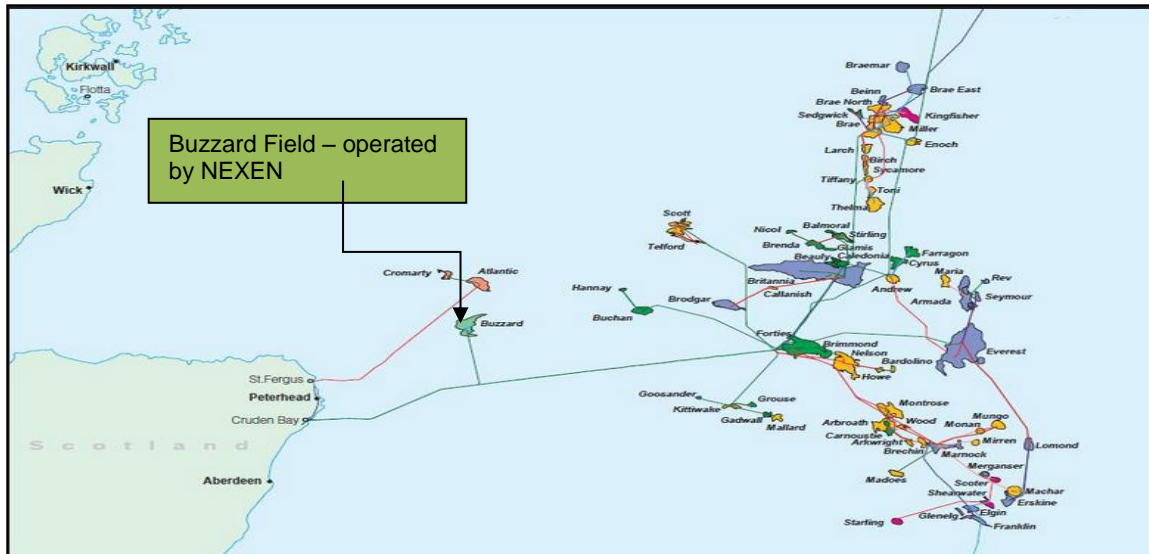 Kirkwall
Flotta
Wick
Buzzard Field – operated
by NEXEN
Cromarty
Atlantic
Buzzard
St.Fergus
Peterhead
Cruden Bay
Scotland
Aberdeen
Braemar
Beinn
Brae East
Brae North
Sedgwick
Kingfisher
Brae
Miller
Enoch
Larch
Birch
Sycamore
Tiffany
Toni
Thelma
Scott
Telford
Nicol
Balmoral
Stirling
Brenda
Glamis
Beauly
Caledonia
Farragon
Cyrus
Maria
Rev
Britannia
Andrew
Armada
Seymour
Hannay
Callanish
Brodgar
Buchan
Forties
Brimmond
Nelson
Bardolino
Everest
Howe
Goosander
Grouse
Kittiwake
Gadwall
Mallard
Montrose
Arbroath
Wood
Mungo
Carnoustie
Monan
Arkwright
Mirren
Lomond
Brechin
Marnock
Madoes
Merganser
Scoter
Machar
Shearwater
Erskine
Starling
Glenelg
Elgin
Franklin